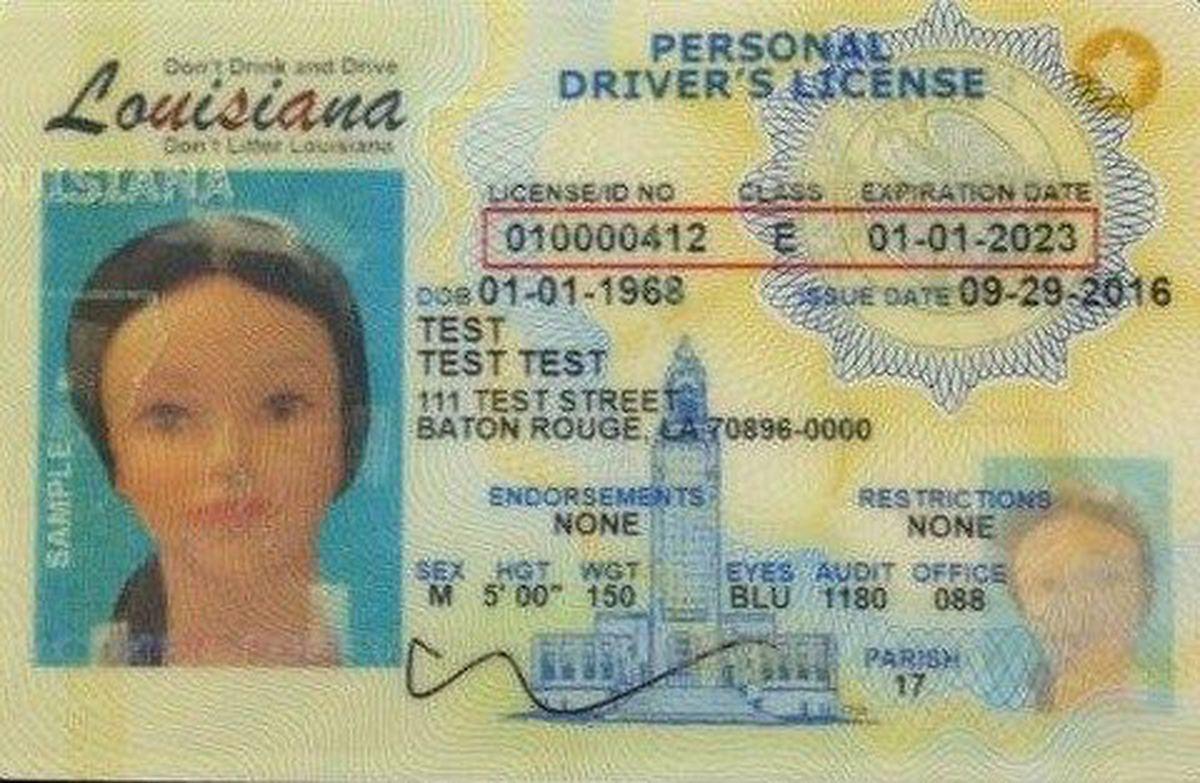 Don't Drink and Drive
Louisiana
Don't Litter Louisiana
PERSONAL
DRIVER'S LICENSE
LICENSE/ID NO CLASS EXPIRATION DATE
010000412 E 01-01-2023
DOB 01-01-1968 ISSUE DATE 09-29-2016
TEST
TEST TEST
111 TEST STREET
BATON ROUGE, LA 70896-0000
ENDORSEMENTS RESTRICTIONS
NONE NONE
SEX HGT WGT EYES AUDIT OFFICE
M 5' 00" 150 BLU 1180 088
PARISH
17
SAMPLE